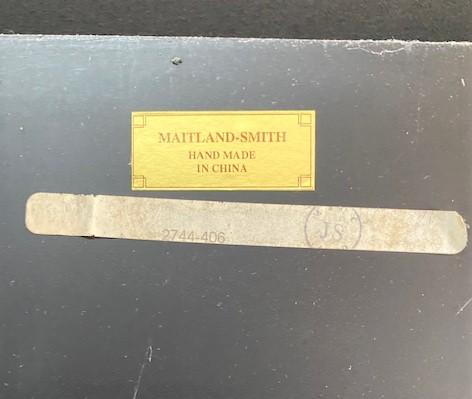 MAITLAND-SMITH
HAND MADE
IN CHINA
2744-406
JS